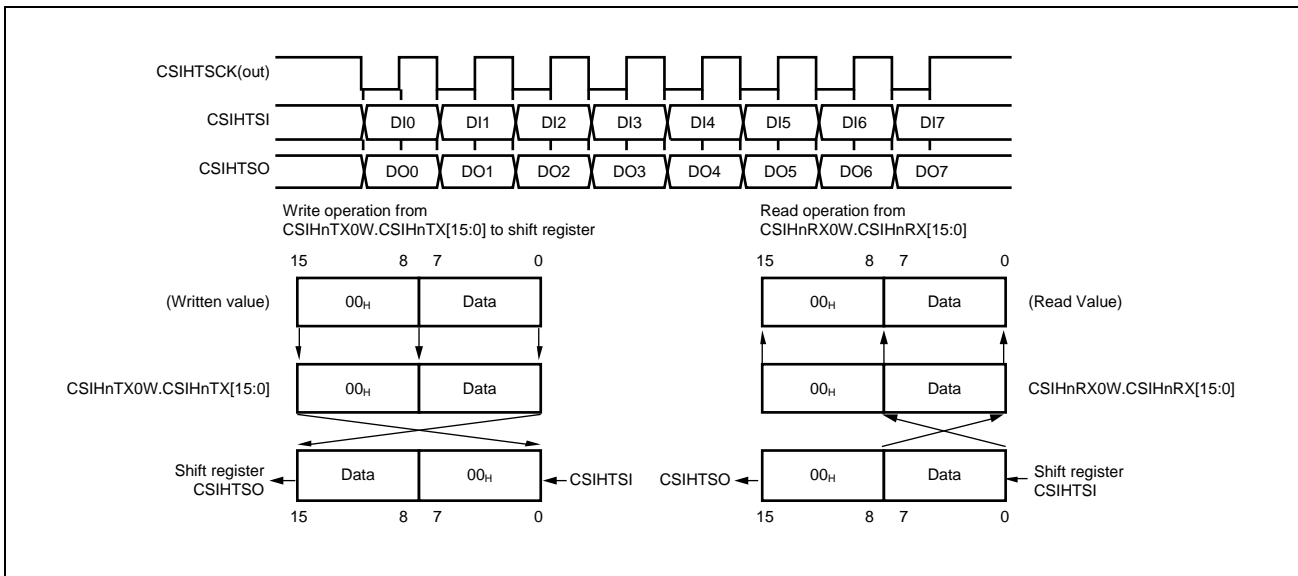 CSIHTSCK(out)
CSIHTSI DI0 DI1 DI2 DI3 DI4 DI5 DI6 DI7
CSIHTSO DO0 DO1 DO2 DO3 DO4 DO5 DO6 DO7
Write operation from
CSIHnTX0W.CSIHnTX[15:0] to shift register
15 8 7 0
(Written value) 00H Data
CSIHnTX0W.CSIHnTX[15:0] 00H Data
Shift register
CSIHTSO
Data 00H CSIHTSI
15 8 7 0
Read operation from
CSIHnRX0W.CSIHnRX[15:0]
15 8 7 0
00H Data (Read Value)
00H Data CSIHnRX0W.CSIHnRX[15:0]
CSIHTSO 00H Data
Shift register
CSIHTSI
15 8 7 0